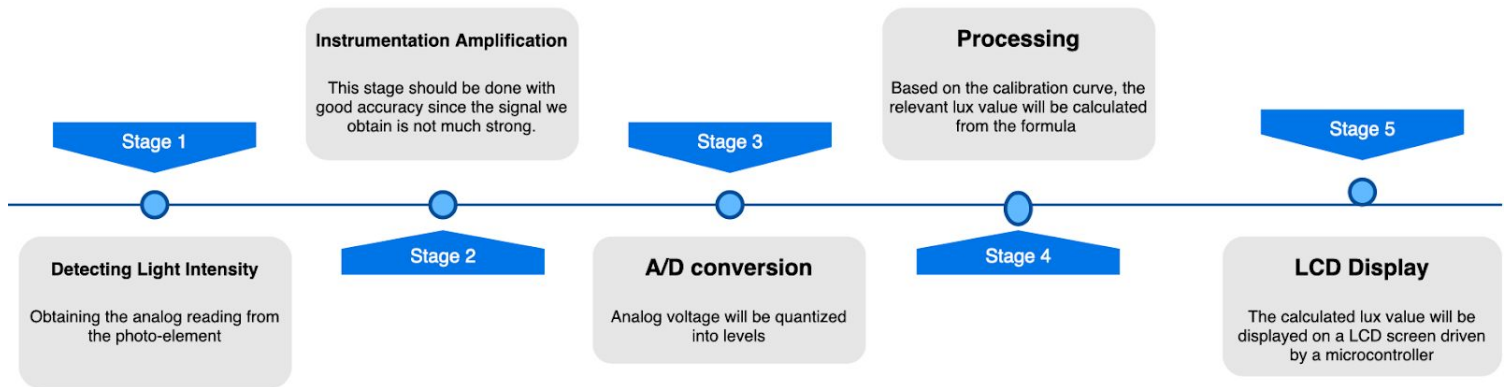 Stage 1
Detecting Light Intensity
Obtaining the analog reading from
the photo-element
Instrumentation Amplification
This stage should be done with
good accuracy since the signal we
obtain is not much strong.
Stage 2
Stage 3
A/D conversion
Analog voltage will be quantized
into levels
Processing
Based on the calibration curve, the
relevant lux value will be calculated
from the formula
Stage 4
Stage 5
LCD Display
The calculated lux value will be
displayed on a LCD screen driven
by a microcontroller